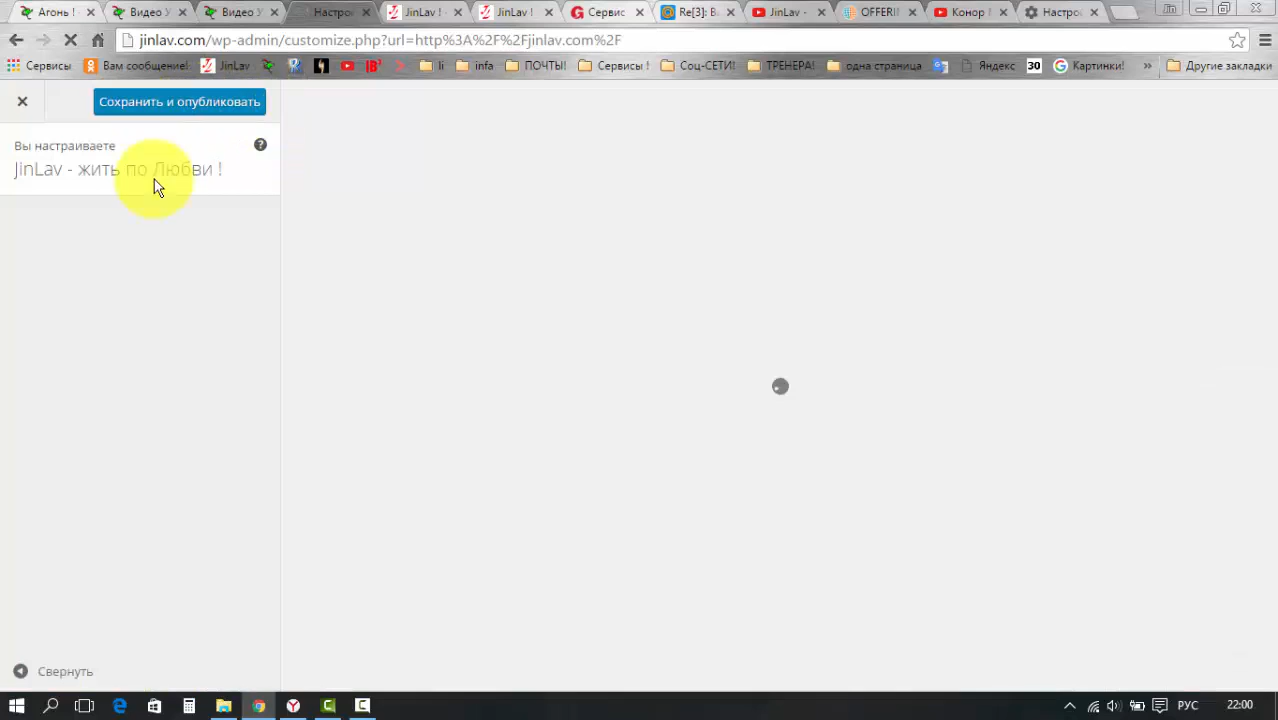 Агонь !
Видео У
Видео У
Настрое
JinLav !
JinLav !
Сервис
Re[3]: В
JinLav -
OFFERI
Конор
Настрое
jinlav.com/wp-admin/customize.php?url=http%3A%2F%2Fjinlav.com%2F
Сервисы
Вам сообщение!
JinLav
li
infa
ПОЧТЫ!
Сервисы !
Соц-СЕТИ!
ТРЕНЕРА!
одна страница
Яндекс
30
Картинки!
»
Другие закладки
Сохранить и опубликовать
Вы настраиваете
JinLav - жить по Любви !
Свернуть
РУС
22:00